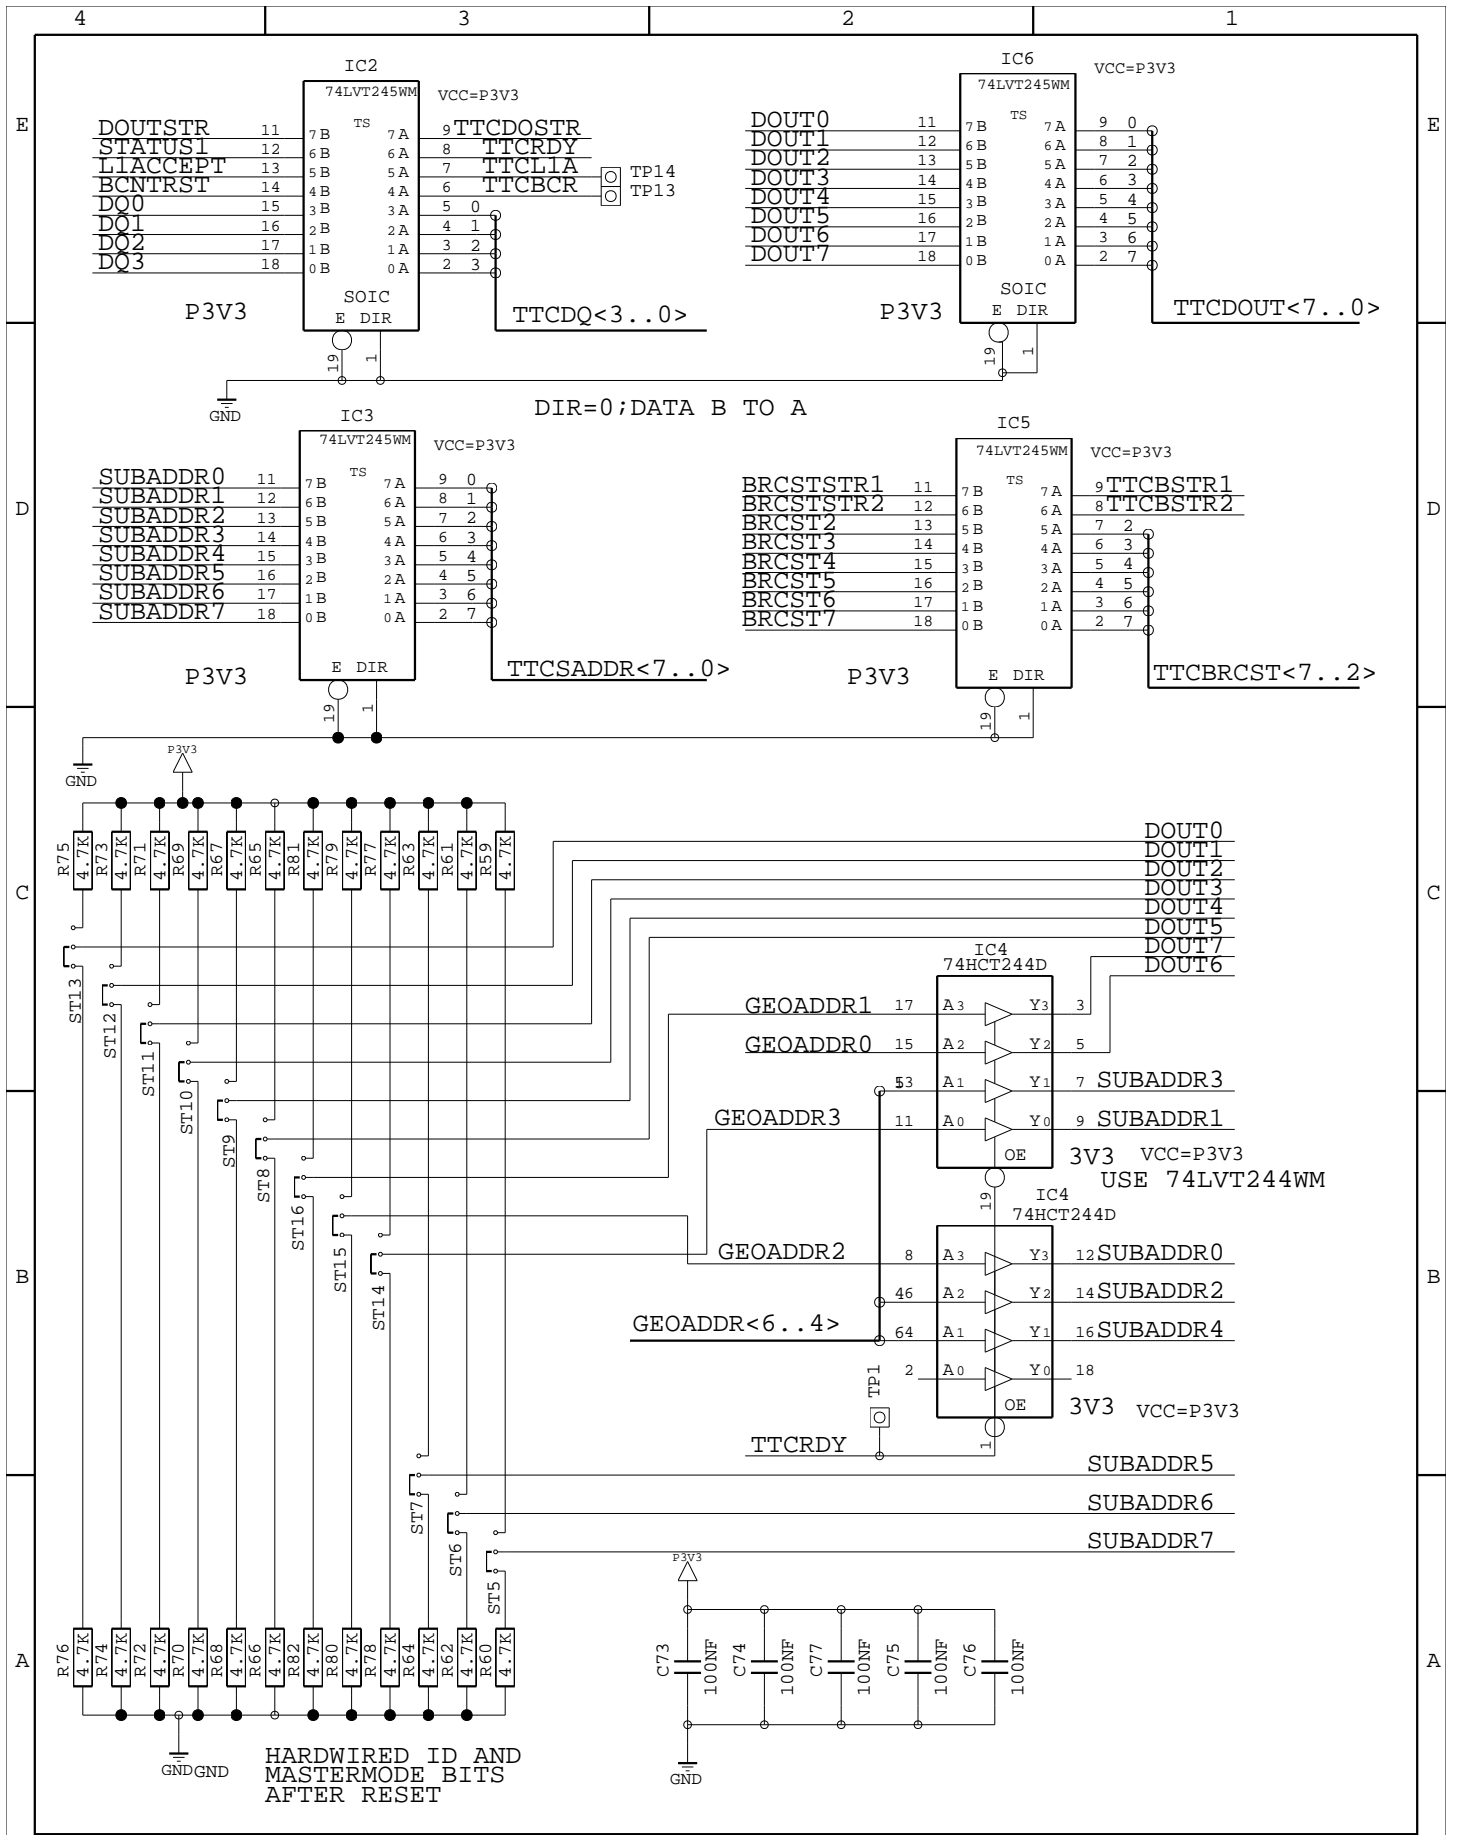 4 3 2 1
E E
IC2
74LVT245WM
VCC=P3V3
TS
DOUTSTR 11 7B 7A 9 TTCDOSTR
STATUS1 12 6B 6A 8 TTCRDY
L1ACCEPT 13 5B 5A 7 TTCL1A TP14
BCNTRST 14 4B 4A 6 TTCBCR TP13
DQ0 15 3B 3A 5 0
DQ1 16 2B 2A 4 1
DQ2 17 1B 1A 3 2
DQ3 18 0B 0A 2 3
SOIC
P3V3 E DIR TTCDQ<3..0>
19 1
IC6
74LVT245WM
VCC=P3V3
TS
DOUT0 11 7B 7A 9 0
DOUT1 12 6B 6A 8 1
DOUT2 13 5B 5A 7 2
DOUT3 14 4B 4A 6 3
DOUT4 15 3B 3A 5 4
DOUT5 16 2B 2A 4 5
DOUT6 17 1B 1A 3 6
DOUT7 18 0B 0A 2 7
SOIC
P3V3 E DIR TTCDOUT<7..0>
19 1
GND
DIR=0;DATA B TO A
D D
IC3
74LVT245WM
VCC=P3V3
TS
SUBADDR0 11 7B 7A 9 0
SUBADDR1 12 6B 6A 8 1
SUBADDR2 13 5B 5A 7 2
SUBADDR3 14 4B 4A 6 3
SUBADDR4 15 3B 3A 5 4
SUBADDR5 16 2B 2A 4 5
SUBADDR6 17 1B 1A 3 6
SUBADDR7 18 0B 0A 2 7
P3V3 E DIR TTCSADDR<7..0>
19 1
GND
IC5
74LVT245WM
VCC=P3V3
TS
BRCSTSTR1 11 7B 7A 9 TTCBSTR1
BRCSTSTR2 12 6B 6A 8 TTCBSTR2
BRCST2 13 5B 5A 7 2
BRCST3 14 4B 4A 6 3
BRCST4 15 3B 3A 5 4
BRCST5 16 2B 2A 4 5
BRCST6 17 1B 1A 3 6
BRCST7 18 0B 0A 2 7
P3V3 E DIR TTCBRCST<7..2>
19 1
P3V3
C C
R75 4.7K R73 4.7K R71 4.7K R69 4.7K R67 4.7K R65 4.7K R81 4.7K R79 4.7K R77 4.7K R63 4.7K R61 4.7K R59 4.7K
DOUT0
DOUT1
DOUT2
DOUT3
DOUT4
DOUT5
DOUT7
DOUT6
ST13
ST12
ST11
ST10
ST9
ST8
ST16
ST15
ST14
ST7
ST6
ST5
IC4
74HCT244D
GEOADDR1 17 A3 Y3 3
GEOADDR0 15 A2 Y2 5
5 13 A1 Y1 7 SUBADDR3
GEOADDR3 11 A0 Y0 9 SUBADDR1
OE 3V3 VCC=P3V3
19 USE 74LVT244WM
B B
IC4
74HCT244D
GEOADDR2 8 A3 Y3 12 SUBADDR0
4 6 A2 Y2 14 SUBADDR2
GEOADDR<6..4> 6 4 A1 Y1 16 SUBADDR4
2 A0 Y0 18
TP1
OE 3V3 VCC=P3V3
TTCRDY 1
SUBADDR5
SUBADDR6
SUBADDR7
A A
R76 4.7K R74 4.7K R72 4.7K R70 4.7K R68 4.7K R66 4.7K R82 4.7K R80 4.7K R78 4.7K R64 4.7K R62 4.7K R60 4.7K
GND GND
HARDWIRED ID AND
MASTERMODE BITS
AFTER RESET
P3V3
C73 100NF C74 100NF C77 100NF C75 100NF C76 100NF
GND